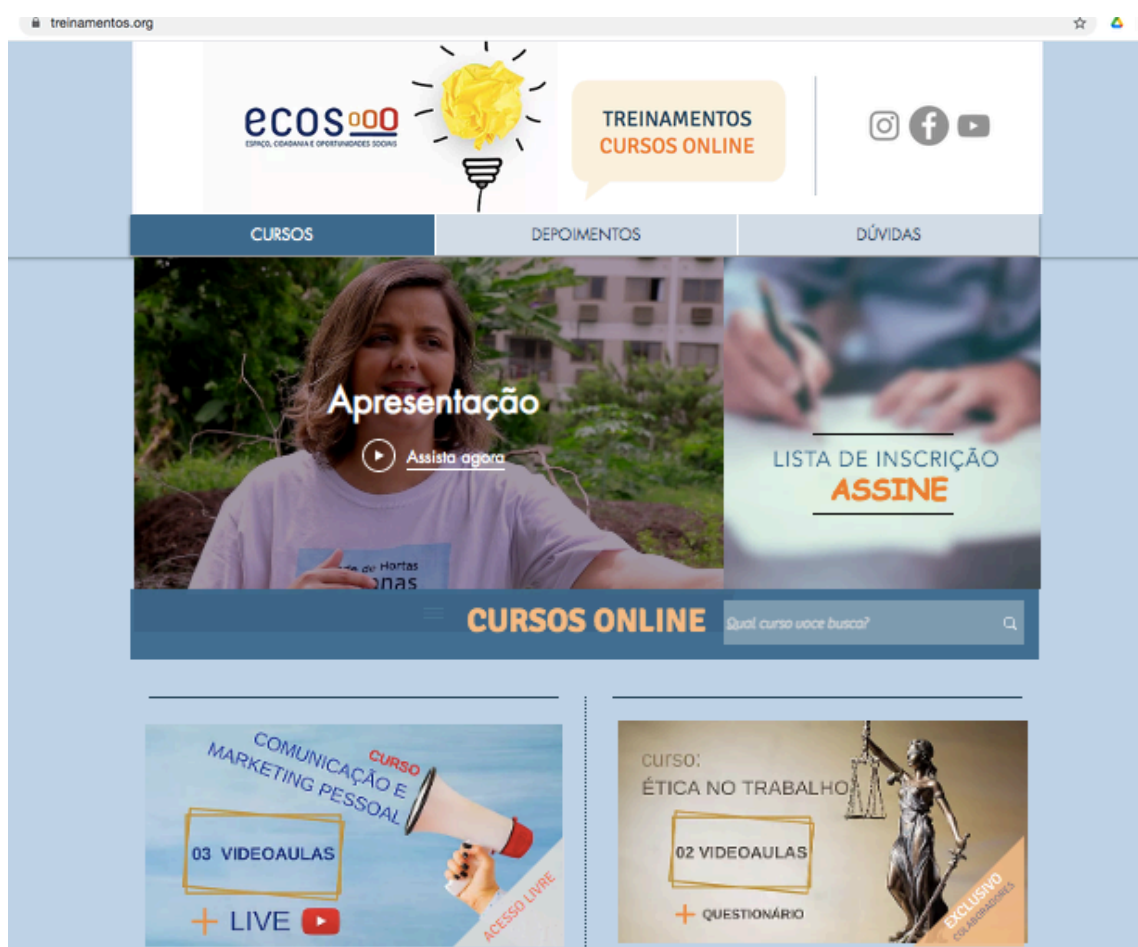 treinamentos.org
ecos
ESPAÇO, CIDADANIA E OPORTUNIDADES SOCIAIS
TREINAMENTOS
CURSOS ONLINE
CURSOS
DEPOIMENTOS
DÚVIDAS
Apresentação
Assista agora
LISTA DE INSCRIÇÃO
ASSINE
de Hortas
CURSOS ONLINE
Qual curso voce busca?
CURSO
COMUNICAÇÃO E
MARKETING PESSOAL
03 VIDEOAULAS
+ LIVE
ACESSO LIVRE
curso:
ÉTICA NO TRABALHO
02 VIDEOAULAS
+ QUESTIONÁRIO
EXCLUSIVO
COLABORADORES